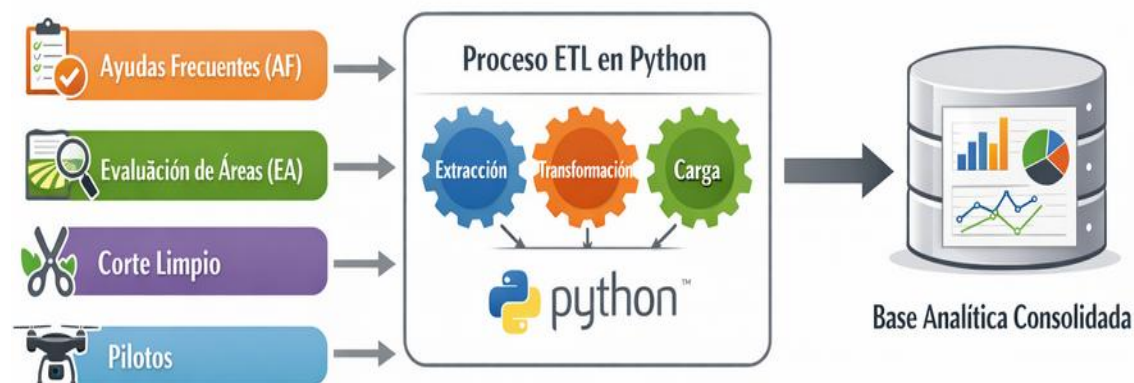 Ayudas Frecuentes (AF)
Evaluāción de Áreas (EA)
Corte Limpio
Pilotos
Proceso ETL en Python
Extracción
Transformación
Carga
python™
Base Analítica Consolidada